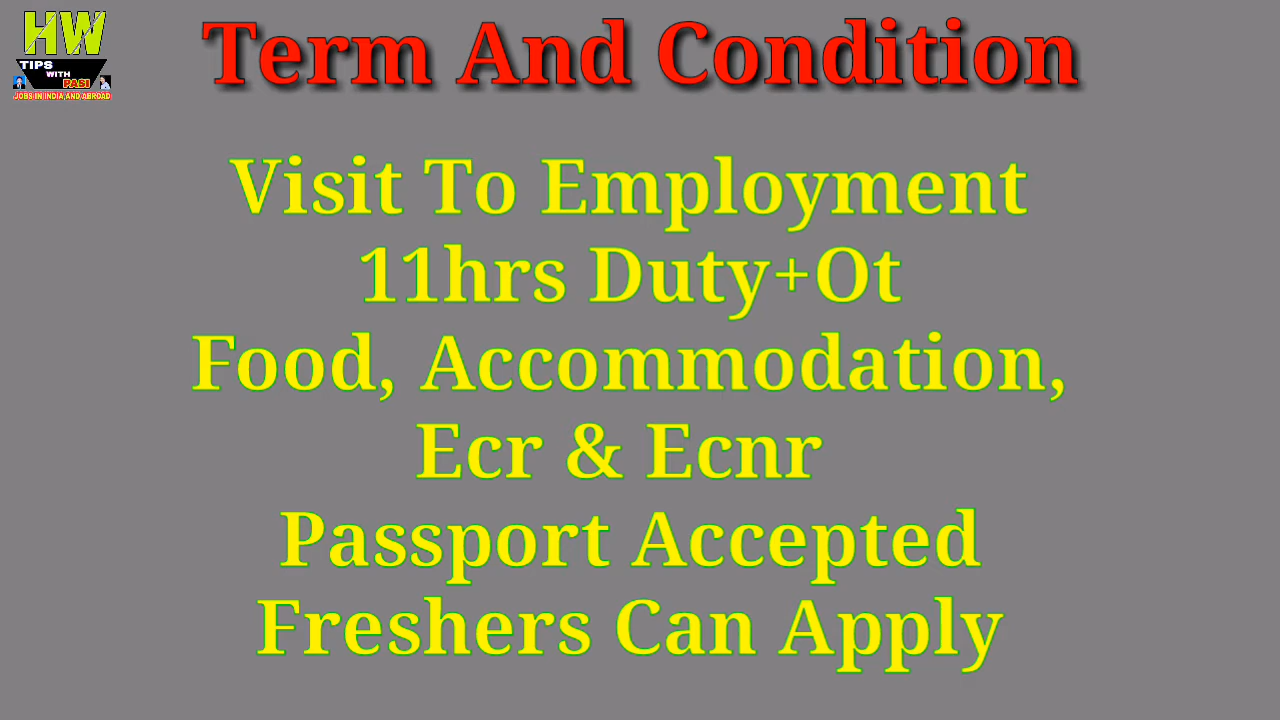 HW
TIPS
WITH
PASI
JOBS IN INDIA AND ABROAD
Term And Condition
Visit To Employment
11hrs Duty+Ot
Food, Accommodation,
Ecr & Ecnr
Passport Accepted
Freshers Can Apply